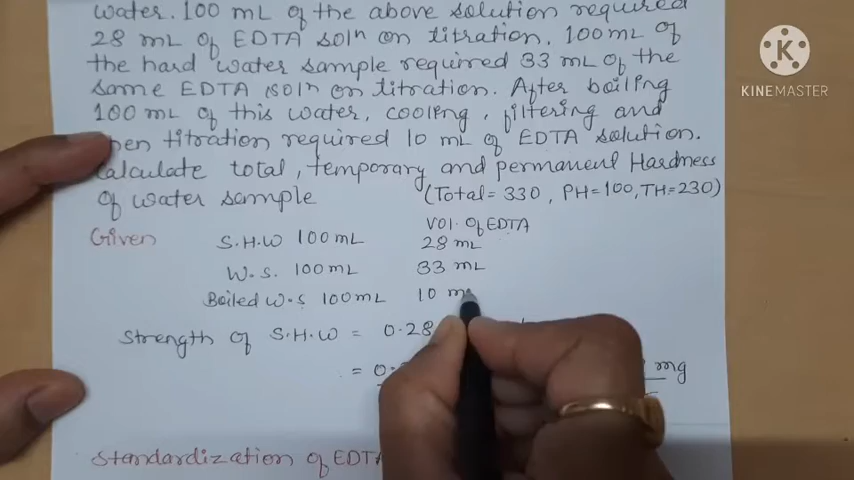 water. 100 mL of the above solution required
28 mL of EDTA solⁿ on titration. 100 mL of
the hard water sample required 33 mL of the
same EDTA solⁿ on titration. After boiling
100 mL of this water, cooling, filtering and
then titration required 10 mL of EDTA solution.
Calculate total, temporary and permanent Hardness
of water sample (Total = 330, PH=100, TH=230)
Given Vol. of EDTA
S.H.W 100 mL 28 mL
W.S. 100 mL 33 mL
Boiled W.S 100 mL 10 m
Strength of S.H.W = 0.28
= 0. mg
Standardization of EDTA
K
KINEMASTER